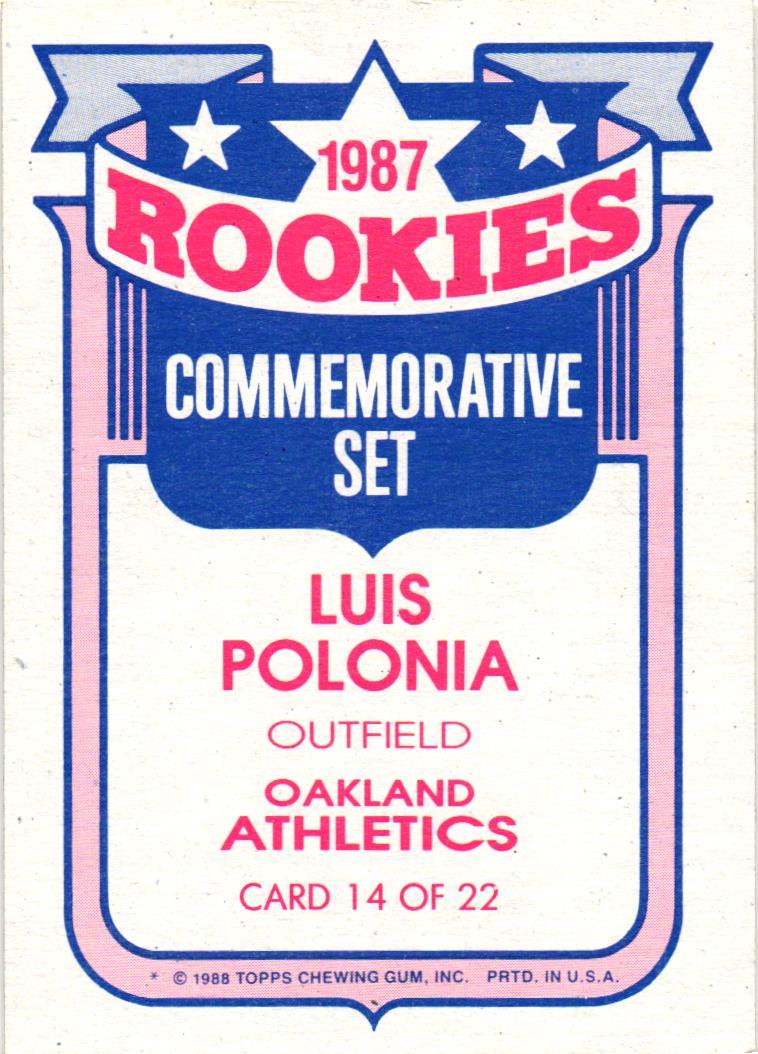 1987
ROOKIES
COMMEMORATIVE
SET
LUIS
POLONIA
OUTFIELD
OAKLAND
ATHLETICS
CARD 14 OF 22
* © 1988 TOPPS CHEWING GUM, INC. PRTD. IN U.S.A.